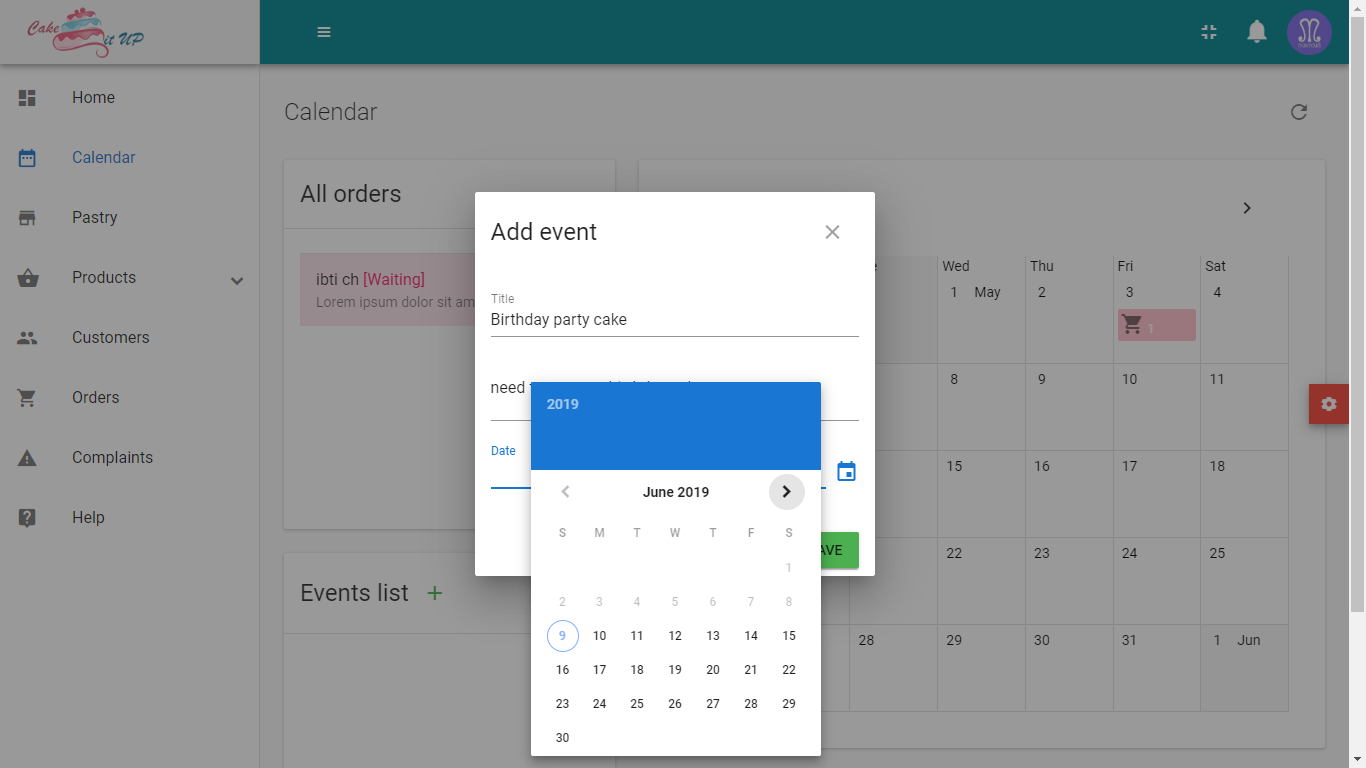 Cake it UP
Home
Calendar
Pastry
Products
Customers
Orders
Complaints
Help
Calendar
All orders
ibti ch [Waiting]
Lorem ipsum dolor sit am
Events list +
Wed Thu Fri Sat
1 May 2 3 4
1
8 9 10 11
15 16 17 18
22 23 24 25
28 29 30 31 1 Jun
Add event
Title
Birthday party cake
need
Date
AVE
2019
June 2019
S M T W T F S
1
2 3 4 5 6 7 8
9 10 11 12 13 14 15
16 17 18 19 20 21 22
23 24 25 26 27 28 29
30